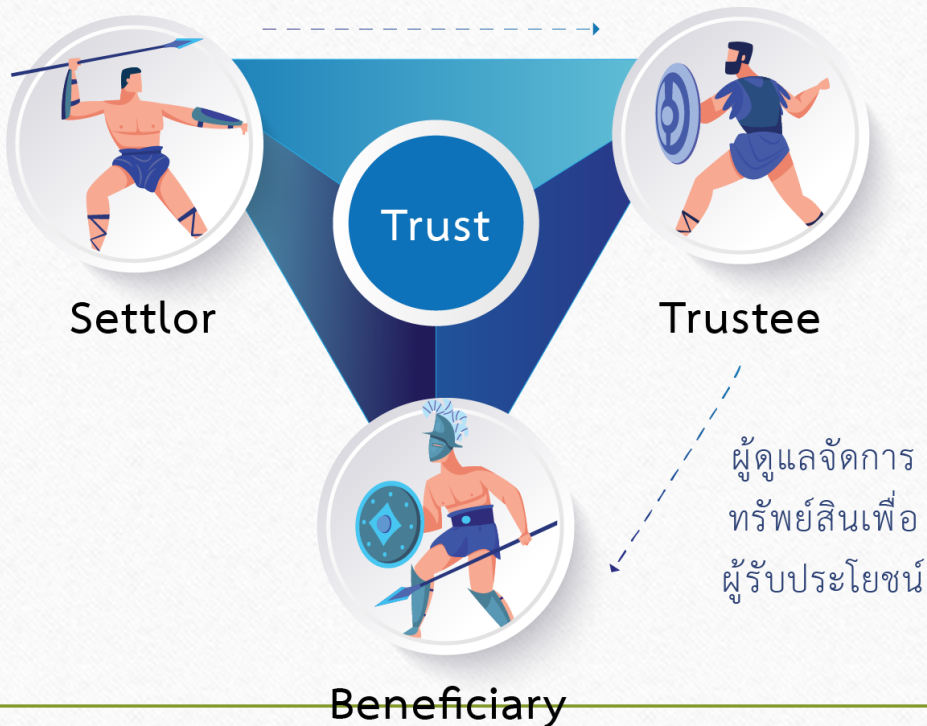 Trust
Settlor
Trustee
ผู้ดูแลจัดการ
ทรัพย์สินเพื่อ
ผู้รับประโยชน์
Beneficiary